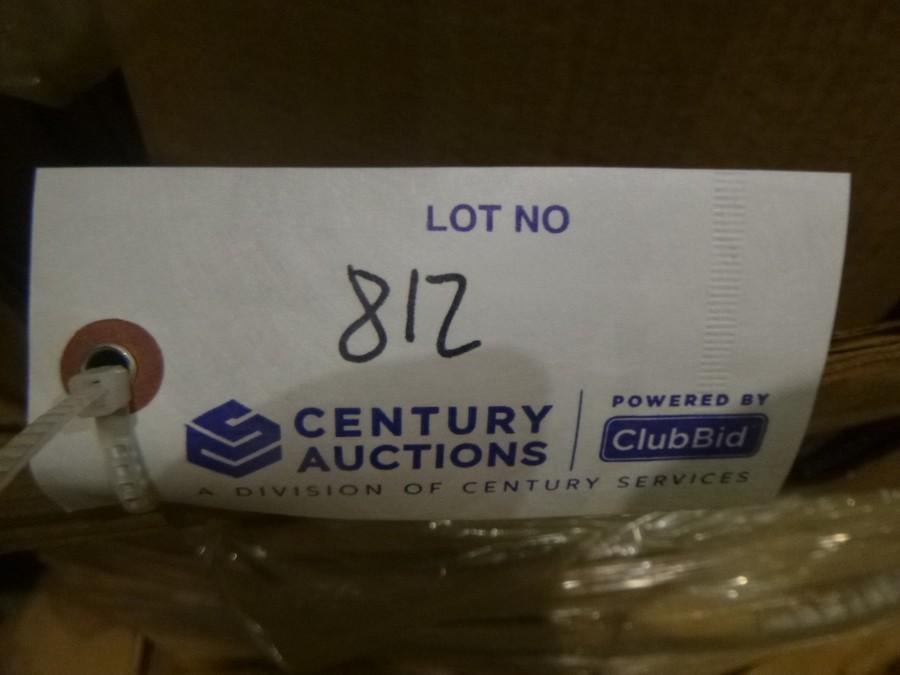 LOT NO
812
CENTURY
AUCTIONS
POWERED BY
ClubBid
A DIVISION OF CENTURY SERVICES